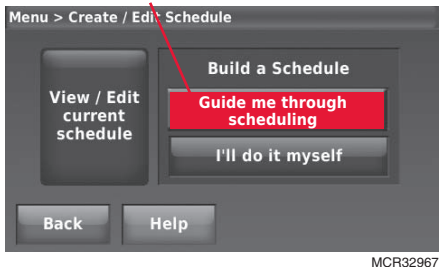 Menu > Create / Edit Schedule
View / Edit
current
schedule
Build a Schedule
Guide me through
scheduling
I'll do it myself
Back
Help
MCR32967